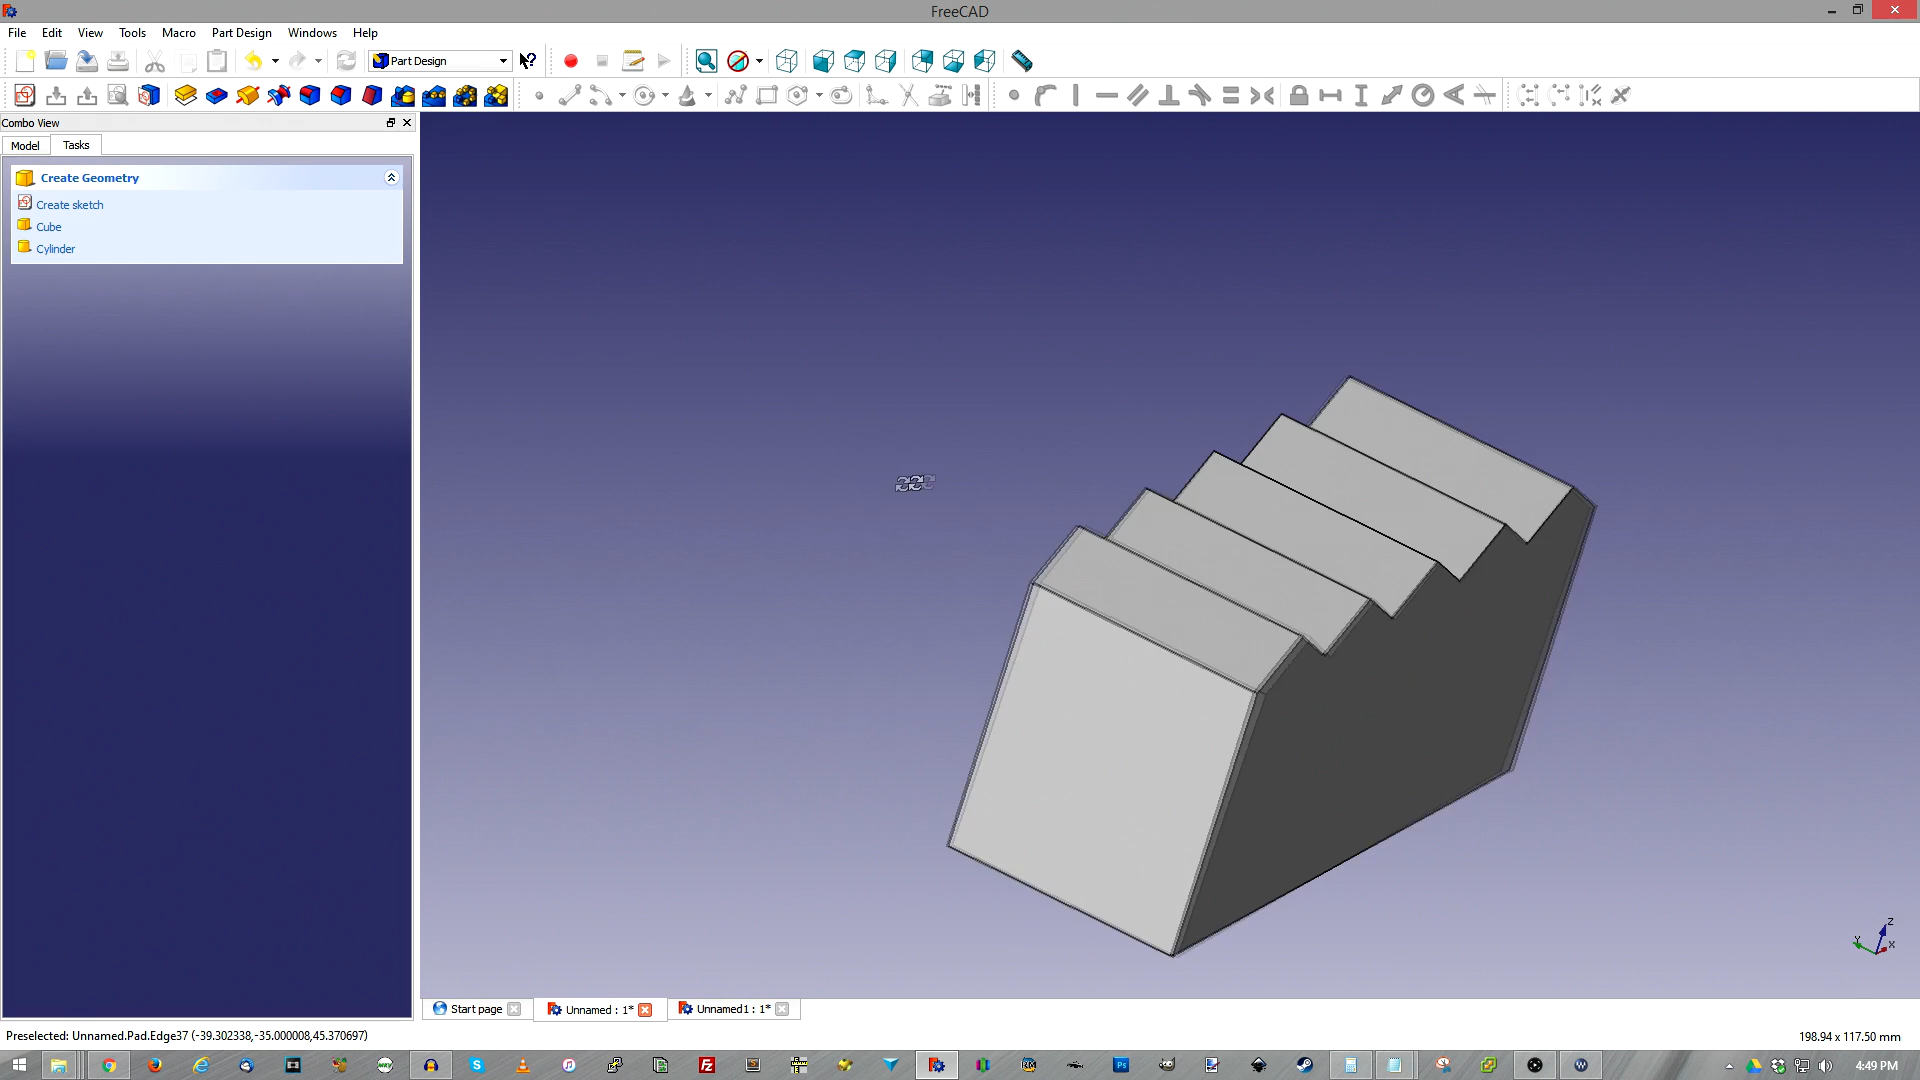 FreeCAD
File Edit View Tools Macro Part Design Windows Help
Part Design
Combo View
Model Tasks
Create Geometry
Create sketch
Cube
Cylinder
Z
Y
X
Start page Unnamed : 1* Unnamed1 : 1*
Preselected: Unnamed.Pad.Edge37 (-39.302338,-35.000008,45.370697) 198.94 x 117.50 mm
4:49 PM